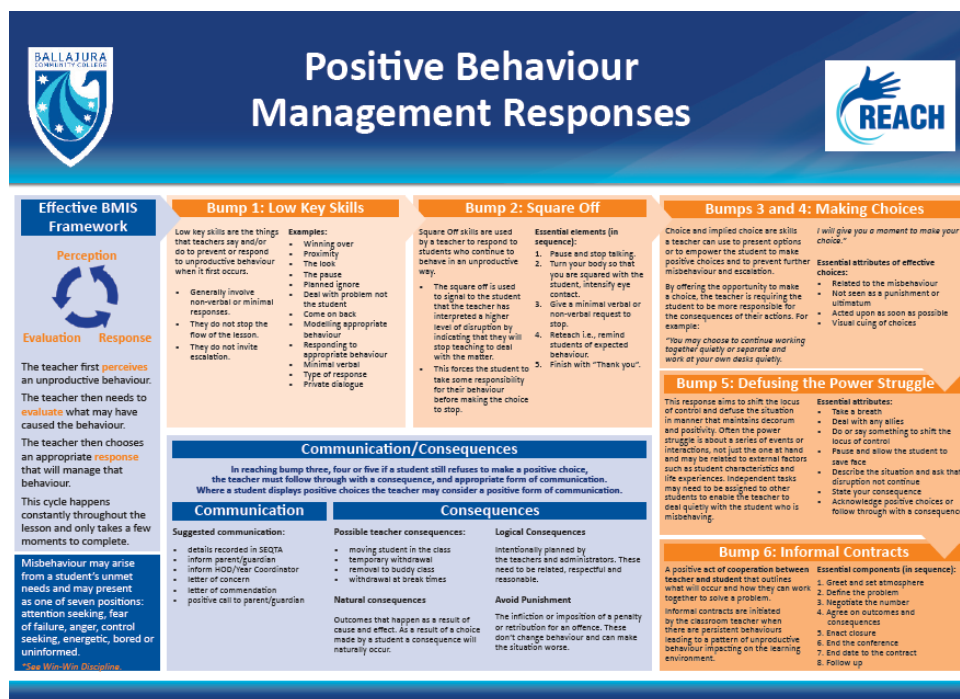 BALLAJURA
COMMUNITY COLLEGE
Positive Behaviour
Management Responses
REACH
Effective BMIS
Framework
Perception
Evaluation Response
The teacher first perceives
an unproductive behaviour.
The teacher then needs to
evaluate what may have
caused the behaviour.
The teacher then chooses
an appropriate response
that will manage that
behaviour.
This cycle happens
constantly throughout the
lesson and only takes a few
moments to complete.
Misbehaviour may arise
from a student's unmet
needs and may present
as one of seven positions:
attention seeking, fear
of failure, anger, control
seeking, energetic, bored or
uninformed.
*See Win-Win Discipline.
Bump 1: Low Key Skills
Low key skills are the things
that teachers say and/or
do to prevent or respond
to unproductive behaviour
when it first occurs.
• Generally involve
non-verbal or minimal
responses.
• They do not stop the
flow of the lesson.
• They do not invite
escalation.
Examples:
• Winning over
• Proximity
• The look
• The pause
• Planned ignore
• Deal with problem not
the student
• Come on back
• Modelling appropriate
behaviour
• Responding to
appropriate behaviour
• Minimal verbal
• Type of response
• Private dialogue
Bump 2: Square Off
Square Off skills are used
by a teacher to respond to
students who continue to
behave in an unproductive
way.
• The square off is used
to signal to the student
that the teacher has
interpreted a higher
level of disruption by
indicating that they will
stop teaching to deal
with the matter.
• This forces the student to
take some responsibility
for their behaviour
before making the choice
to stop.
Essential elements (in
sequence):
1. Pause and stop talking.
2. Turn your body so that
you are squared with the
student, intensify eye
contact.
3. Give a minimal verbal or
non-verbal request to
stop.
4. Reteach i.e., remind
students of expected
behaviour.
5. Finish with "Thank you".
Bumps 3 and 4: Making Choices
Choice and implied choice are skills
a teacher can use to present options
or to empower the student to make
positive choices and to prevent further
misbehaviour and escalation.
By offering the opportunity to make
a choice, the teacher is requiring the
student to be more responsible for
the consequences of their actions. For
example:
"You may choose to continue working
together quietly or separate and
work at your own desks quietly.
I will give you a moment to make your
choice."
Essential attributes of effective
choices:
• Related to the misbehaviour
• Not seen as a punishment or
ultimatum
• Acted upon as soon as possible
• Visual cuing of choices
Bump 5: Defusing the Power Struggle
This response aims to shift the locus
of control and defuse the situation
in manner that maintains decorum
and positivity. Often the power
struggle is about a series of events or
interactions, not just the one at hand
and may be related to external factors
such as student characteristics and
life experiences. Independent tasks
may need to be assigned to other
students to enable the teacher to
deal quietly with the student who is
misbehaving.
Essential attributes:
• Take a breath
• Deal with any allies
• Do or say something to shift the
locus of control
• Pause and allow the student to
save face
• Describe the situation and ask that
disruption not continue
• State your consequence
• Acknowledge positive choices or
follow through with a consequence
Communication/Consequences
In reaching bump three, four or five if a student still refuses to make a positive choice,
the teacher must follow through with a consequence, and appropriate form of communication.
Where a student displays positive choices the teacher may consider a positive form of communication.
Communication
Suggested communication:
• details recorded in SEQTA
• inform parent/guardian
• inform HOD/Year Coordinator
• letter of concern
• letter of commendation
• positive call to parent/guardian
Consequences
Possible teacher consequences:
• moving student in the class
• temporary withdrawal
• removal to buddy class
• withdrawal at break times
Natural consequences
Outcomes that happen as a result of
cause and effect. As a result of a choice
made by a student a consequence will
naturally occur.
Logical Consequences
Intentionally planned by
the teachers and administrators. These
need to be related, respectful and
reasonable.
Avoid Punishment
The infliction or imposition of a penalty
or retribution for an offence. These
don't change behaviour and can make
the situation worse.
Bump 6: Informal Contracts
A positive act of cooperation between
teacher and student that outlines
what will occur and how they can work
together to solve a problem.
Informal contracts are initiated
by the classroom teacher when
there are persistent behaviours
leading to a pattern of unproductive
behaviour impacting on the learning
environment.
Essential components (in sequence):
1. Greet and set atmosphere
2. Define the problem
3. Negotiate the number
4. Agree on outcomes and
consequences
5. Enact closure
6. End the conference
7. End date to the contract
8. Follow up